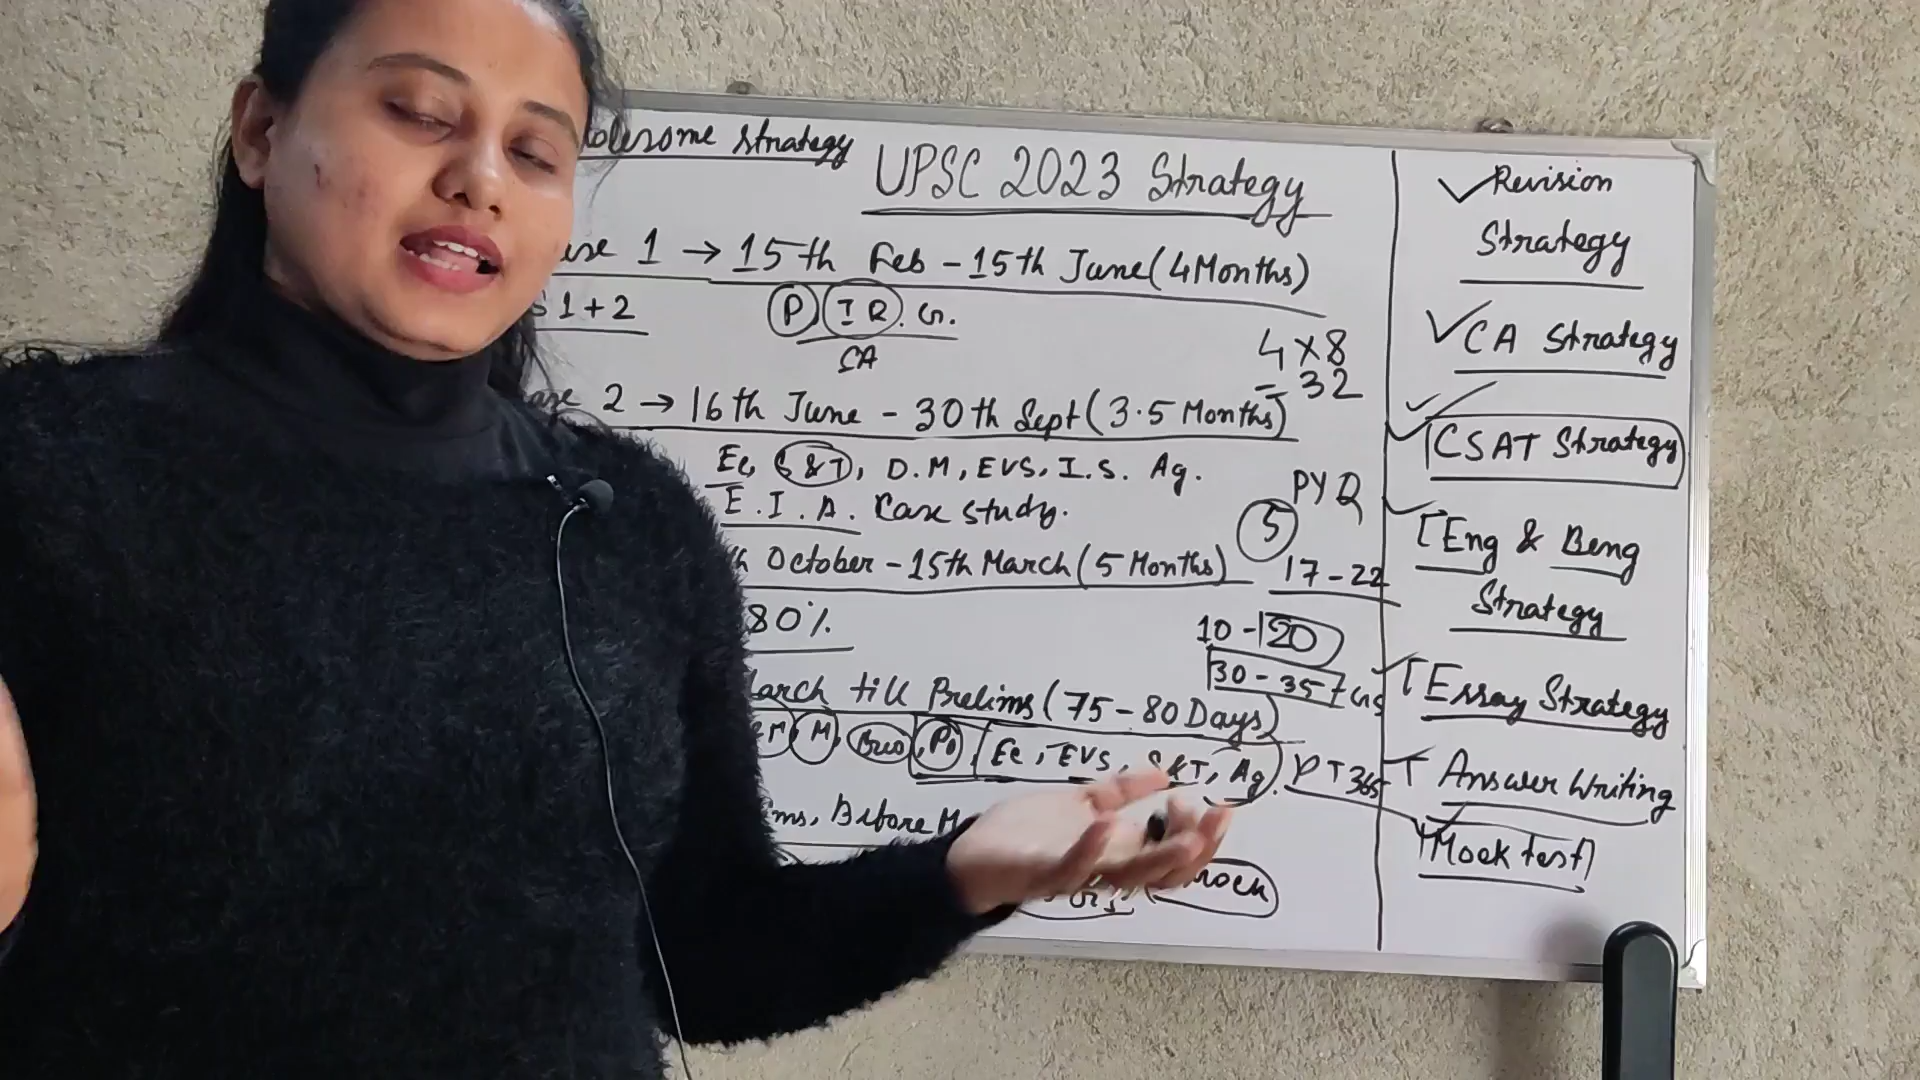 Strategy
UPSC 2023 Strategy
1 → 15th Feb - 15th June (4 Months)
1+2
P IR. G.
CA
4 × 8
= 32
2 → 16th June - 30th Sept (3.5 Months)
Ec, S&T, D.M, EVS, I.S. Ag.
E.I.A. Case study.
PYQ
5
17-22
October - 15th March (5 Months)
80%
10-20
30-35
till Prelims (75-80 Days)
M, Po, Ec, EVS, S&T, Ag. PT 365
Before M
Revision
Strategy
CA Strategy
CSAT Strategy
Eng & Beng
Strategy
Essay Strategy
Answer Writing
Mock test